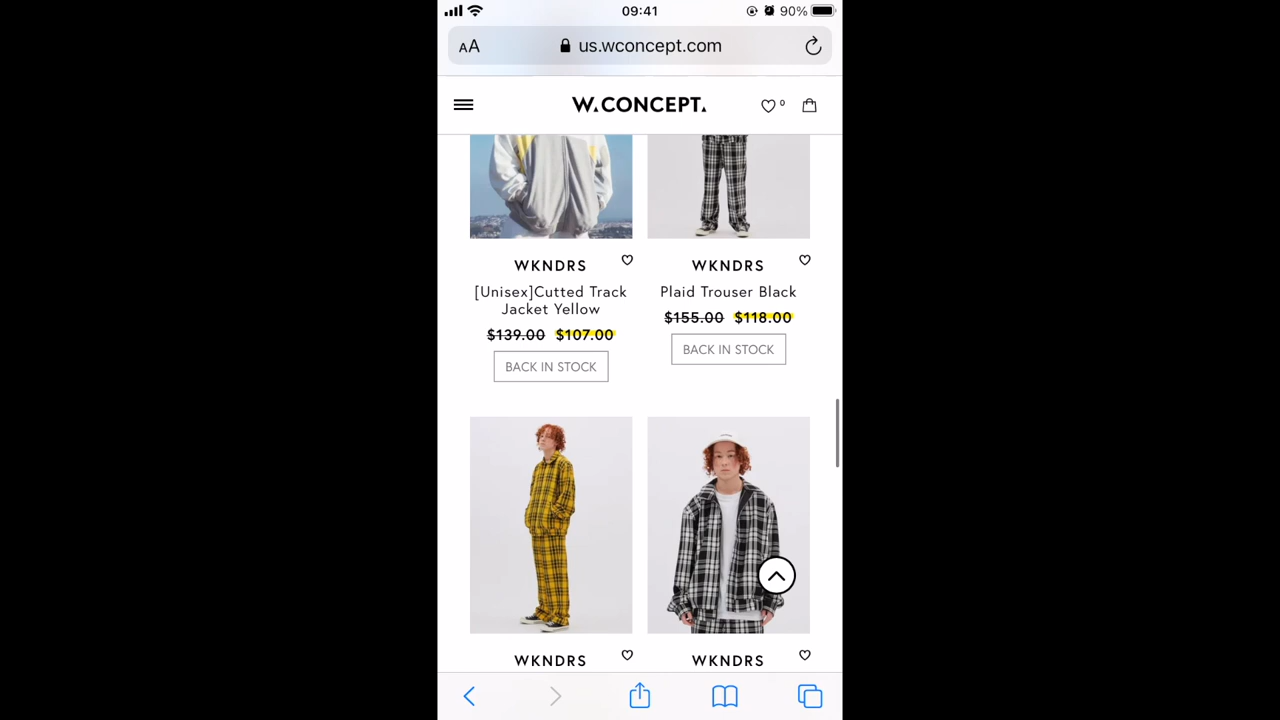 09:41
90%
AA
us.wconcept.com
W.CONCEPT.
0
WKNDRS
WKNDRS
[Unisex]Cutted Track
Jacket Yellow
$139.00 $107.00
BACK IN STOCK
Plaid Trouser Black
$155.00 $118.00
BACK IN STOCK
WKNDRS
WKNDRS